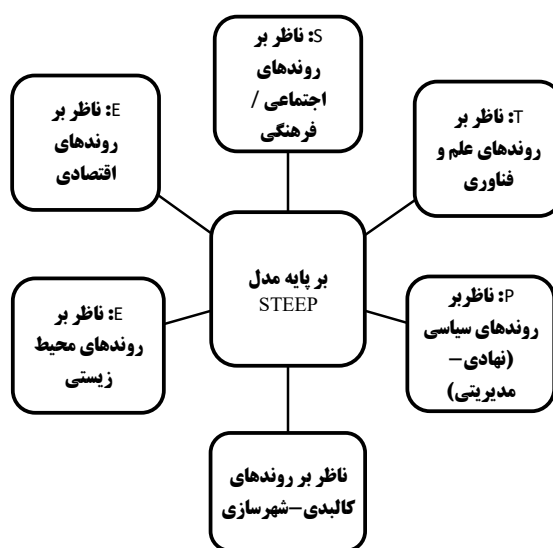 S: ناظر بر
روندهای
اجتماعی /
فرهنگی
T: ناظر بر
روندهای علم و
فناوری
E: ناظر بر
روندهای
اقتصادی
بر پایه مدل
STEEP
P: ناظربر
روندهای سیاسی
(نهادی-
مدیریتی)
E: ناظر بر
روندهای محیط
زیستی
ناظر بر روندهای
کالبدی-شهرسازی